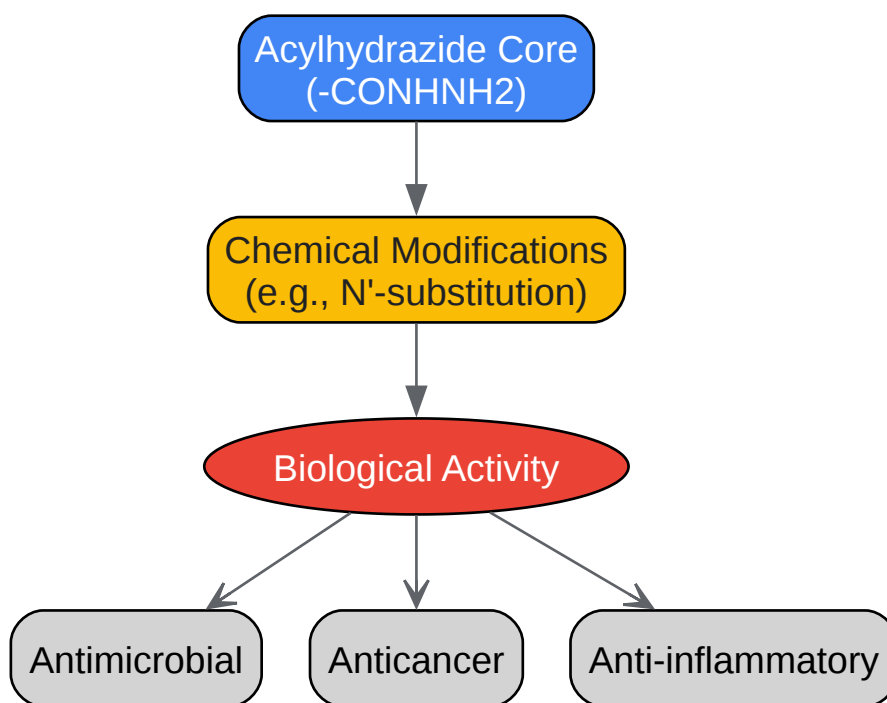 Acylhydrazide Core
(-CONHNH2)
Chemical Modifications
(e.g., N'-substitution)
Biological Activity
Antimicrobial
Anticancer
Anti-inflammatory